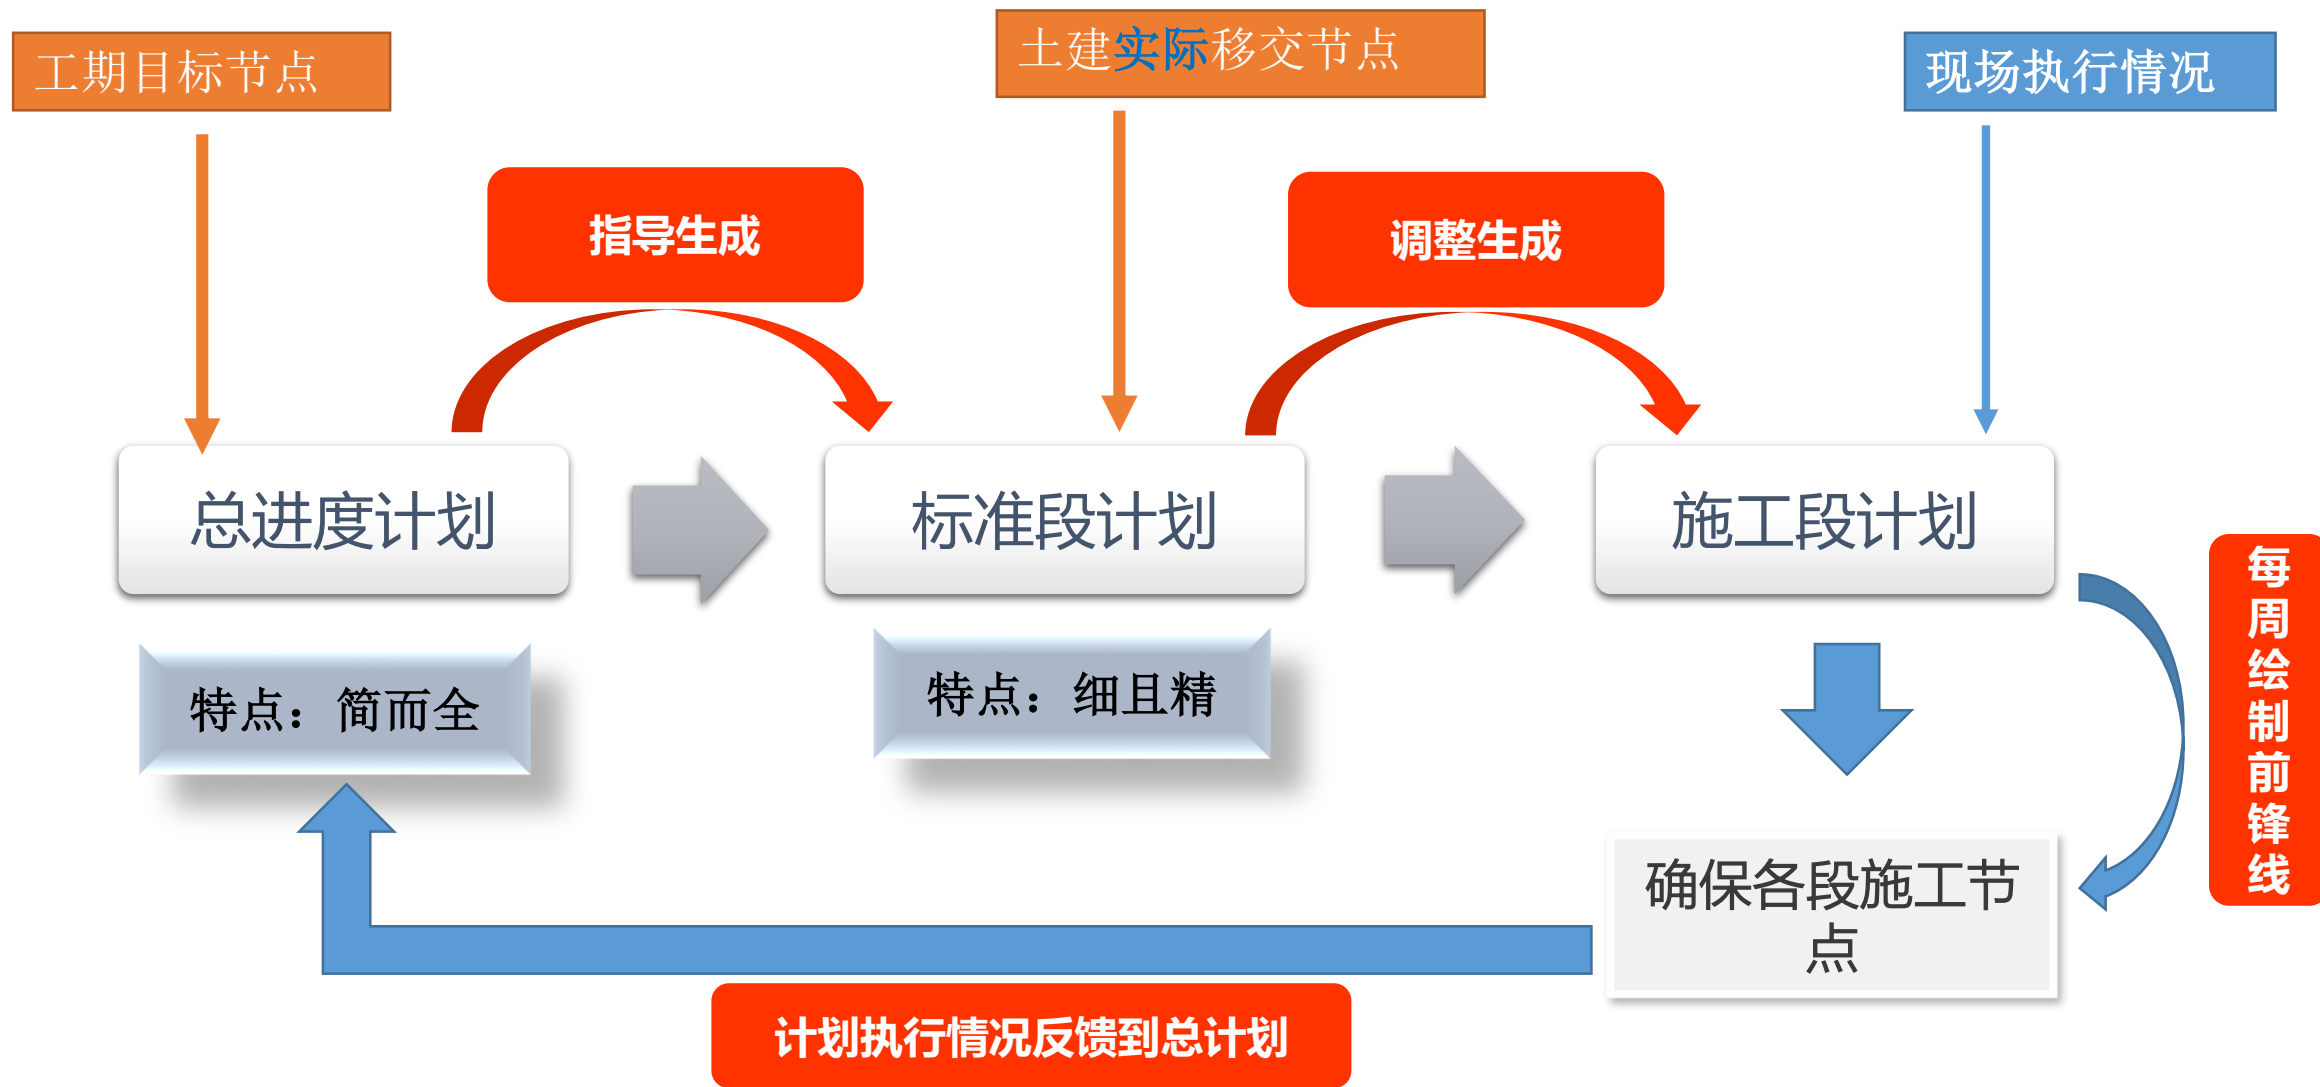 工期目标节点
土建实际移交节点
现场执行情况
指导生成
调整生成
总进度计划
标准段计划
施工段计划
特点：简而全
特点：细且精
每周绘制前锋线
确保各段施工节
点
计划执行情况反馈到总计划